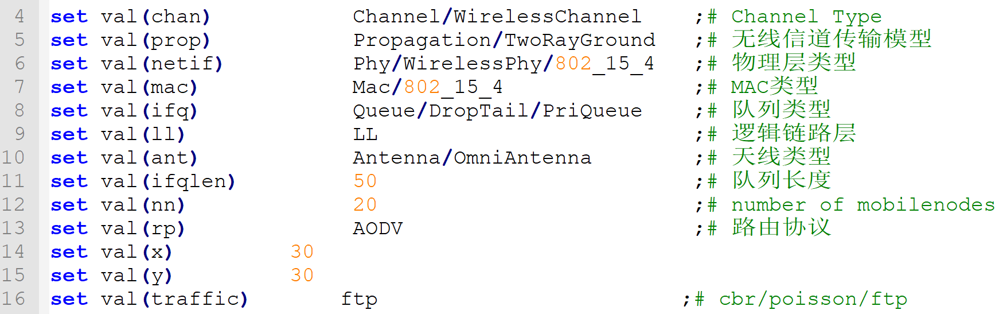 4 set val(chan) Channel/WirelessChannel ;# Channel Type
5 set val(prop) Propagation/TwoRayGround ;# 无线信道传输模型
6 set val(netif) Phy/WirelessPhy/802_15_4 ;# 物理层类型
7 set val(mac) Mac/802_15_4 ;# MAC类型
8 set val(ifq) Queue/DropTail/PriQueue ;# 队列类型
9 set val(ll) LL ;# 逻辑链路层
10 set val(ant) Antenna/OmniAntenna ;# 天线类型
11 set val(ifqlen) 50 ;# 队列长度
12 set val(nn) 20 ;# number of mobilenodes
13 set val(rp) AODV ;# 路由协议
14 set val(x) 30
15 set val(y) 30
16 set val(traffic) ftp ;# cbr/poisson/ftp